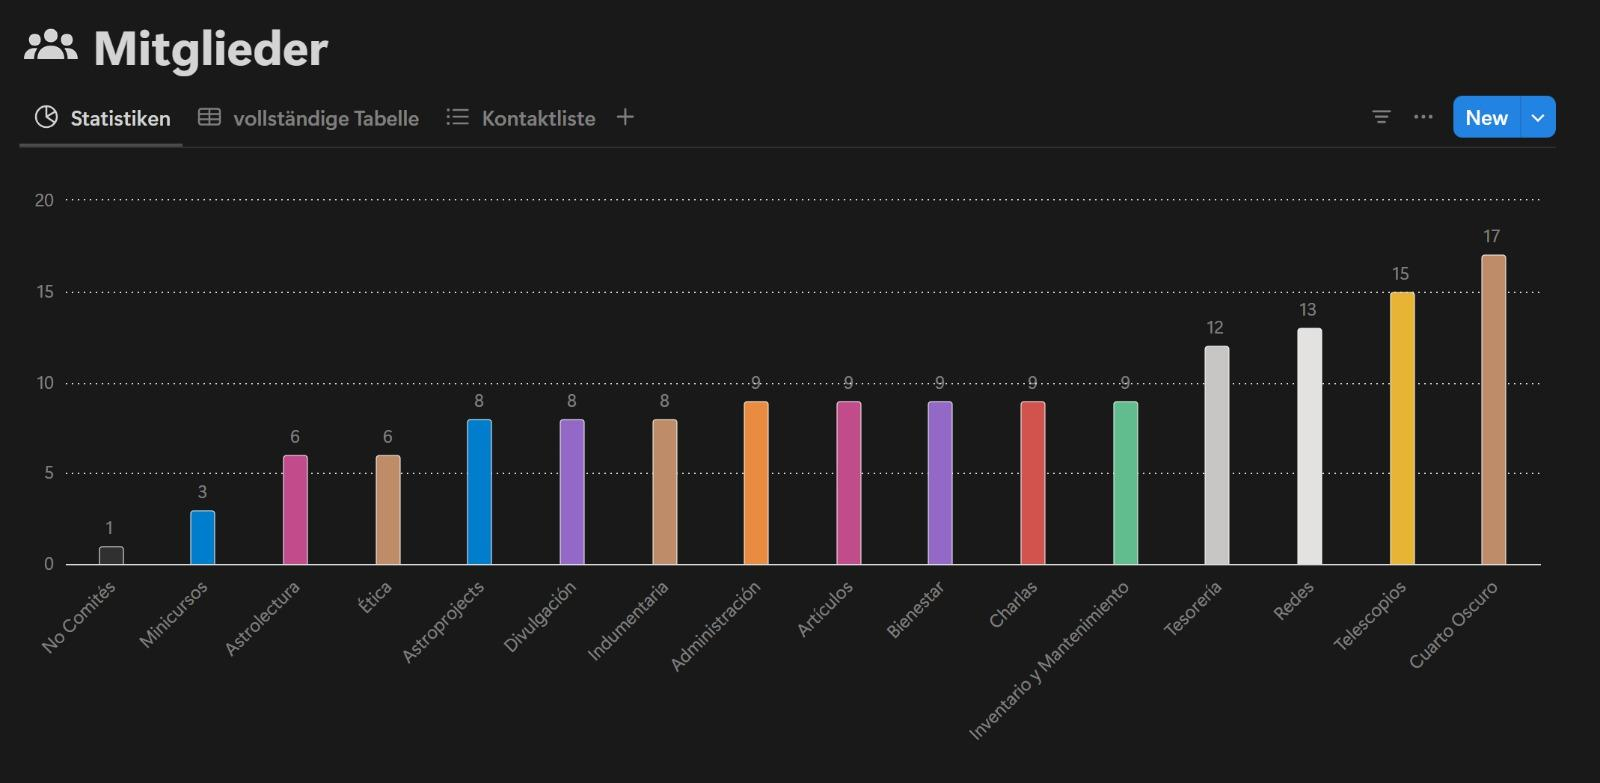 Mitglieder
Statistiken
vollständige Tabelle
Kontaktliste
New
20
15
10
5
0
1
3
6
6
8
8
8
9
9
9
9
9
12
13
15
17
No Comités
Minicursos
Astrolectura
Ética
Astroprojects
Divulgación
Indumentaria
Administración
Artículos
Bienestar
Charlas
Inventario y Mantenimiento
Tesorería
Redes
Telescopios
Cuarto Oscuro